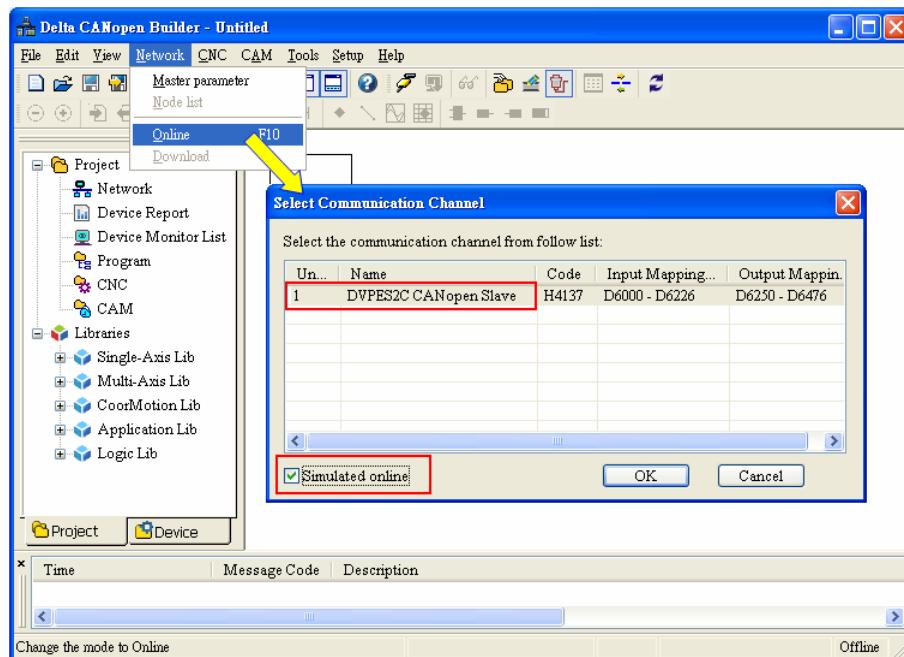 Delta CANopen Builder - Untitled
File Edit View Network CNC CAM Tools Setup Help
Master parameter
Node list
Online F10
Download
Project
Network
Device Report
Device Monitor List
Program
CNC
CAM
Libraries
Single-Axis Lib
Multi-Axis Lib
CoorMotion Lib
Application Lib
Logic Lib
Project Device
Select Communication Channel
Select the communication channel from follow list:
Un... Name Code Input Mapping... Output Mappin.
1 DVPES2C CANopen Slave H4137 D6000 - D6226 D6250 - D6476
Simulated online OK Cancel
Time Message Code Description
Change the mode to Online Offline